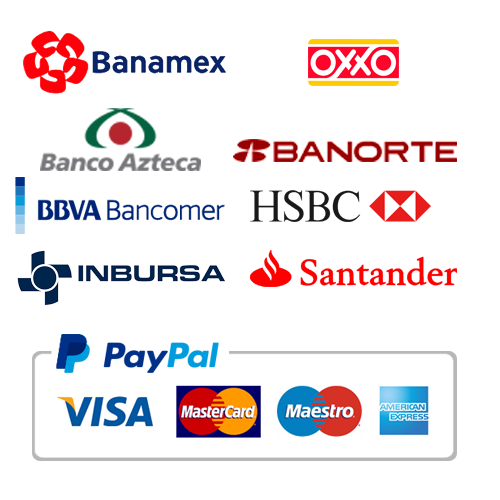 Banamex
OXXO
Banco Azteca
BANORTE
BBVA Bancomer
HSBC
INBURSA
Santander
PayPal
VISA
MasterCard
Maestro
AMERICAN
EXPRESS